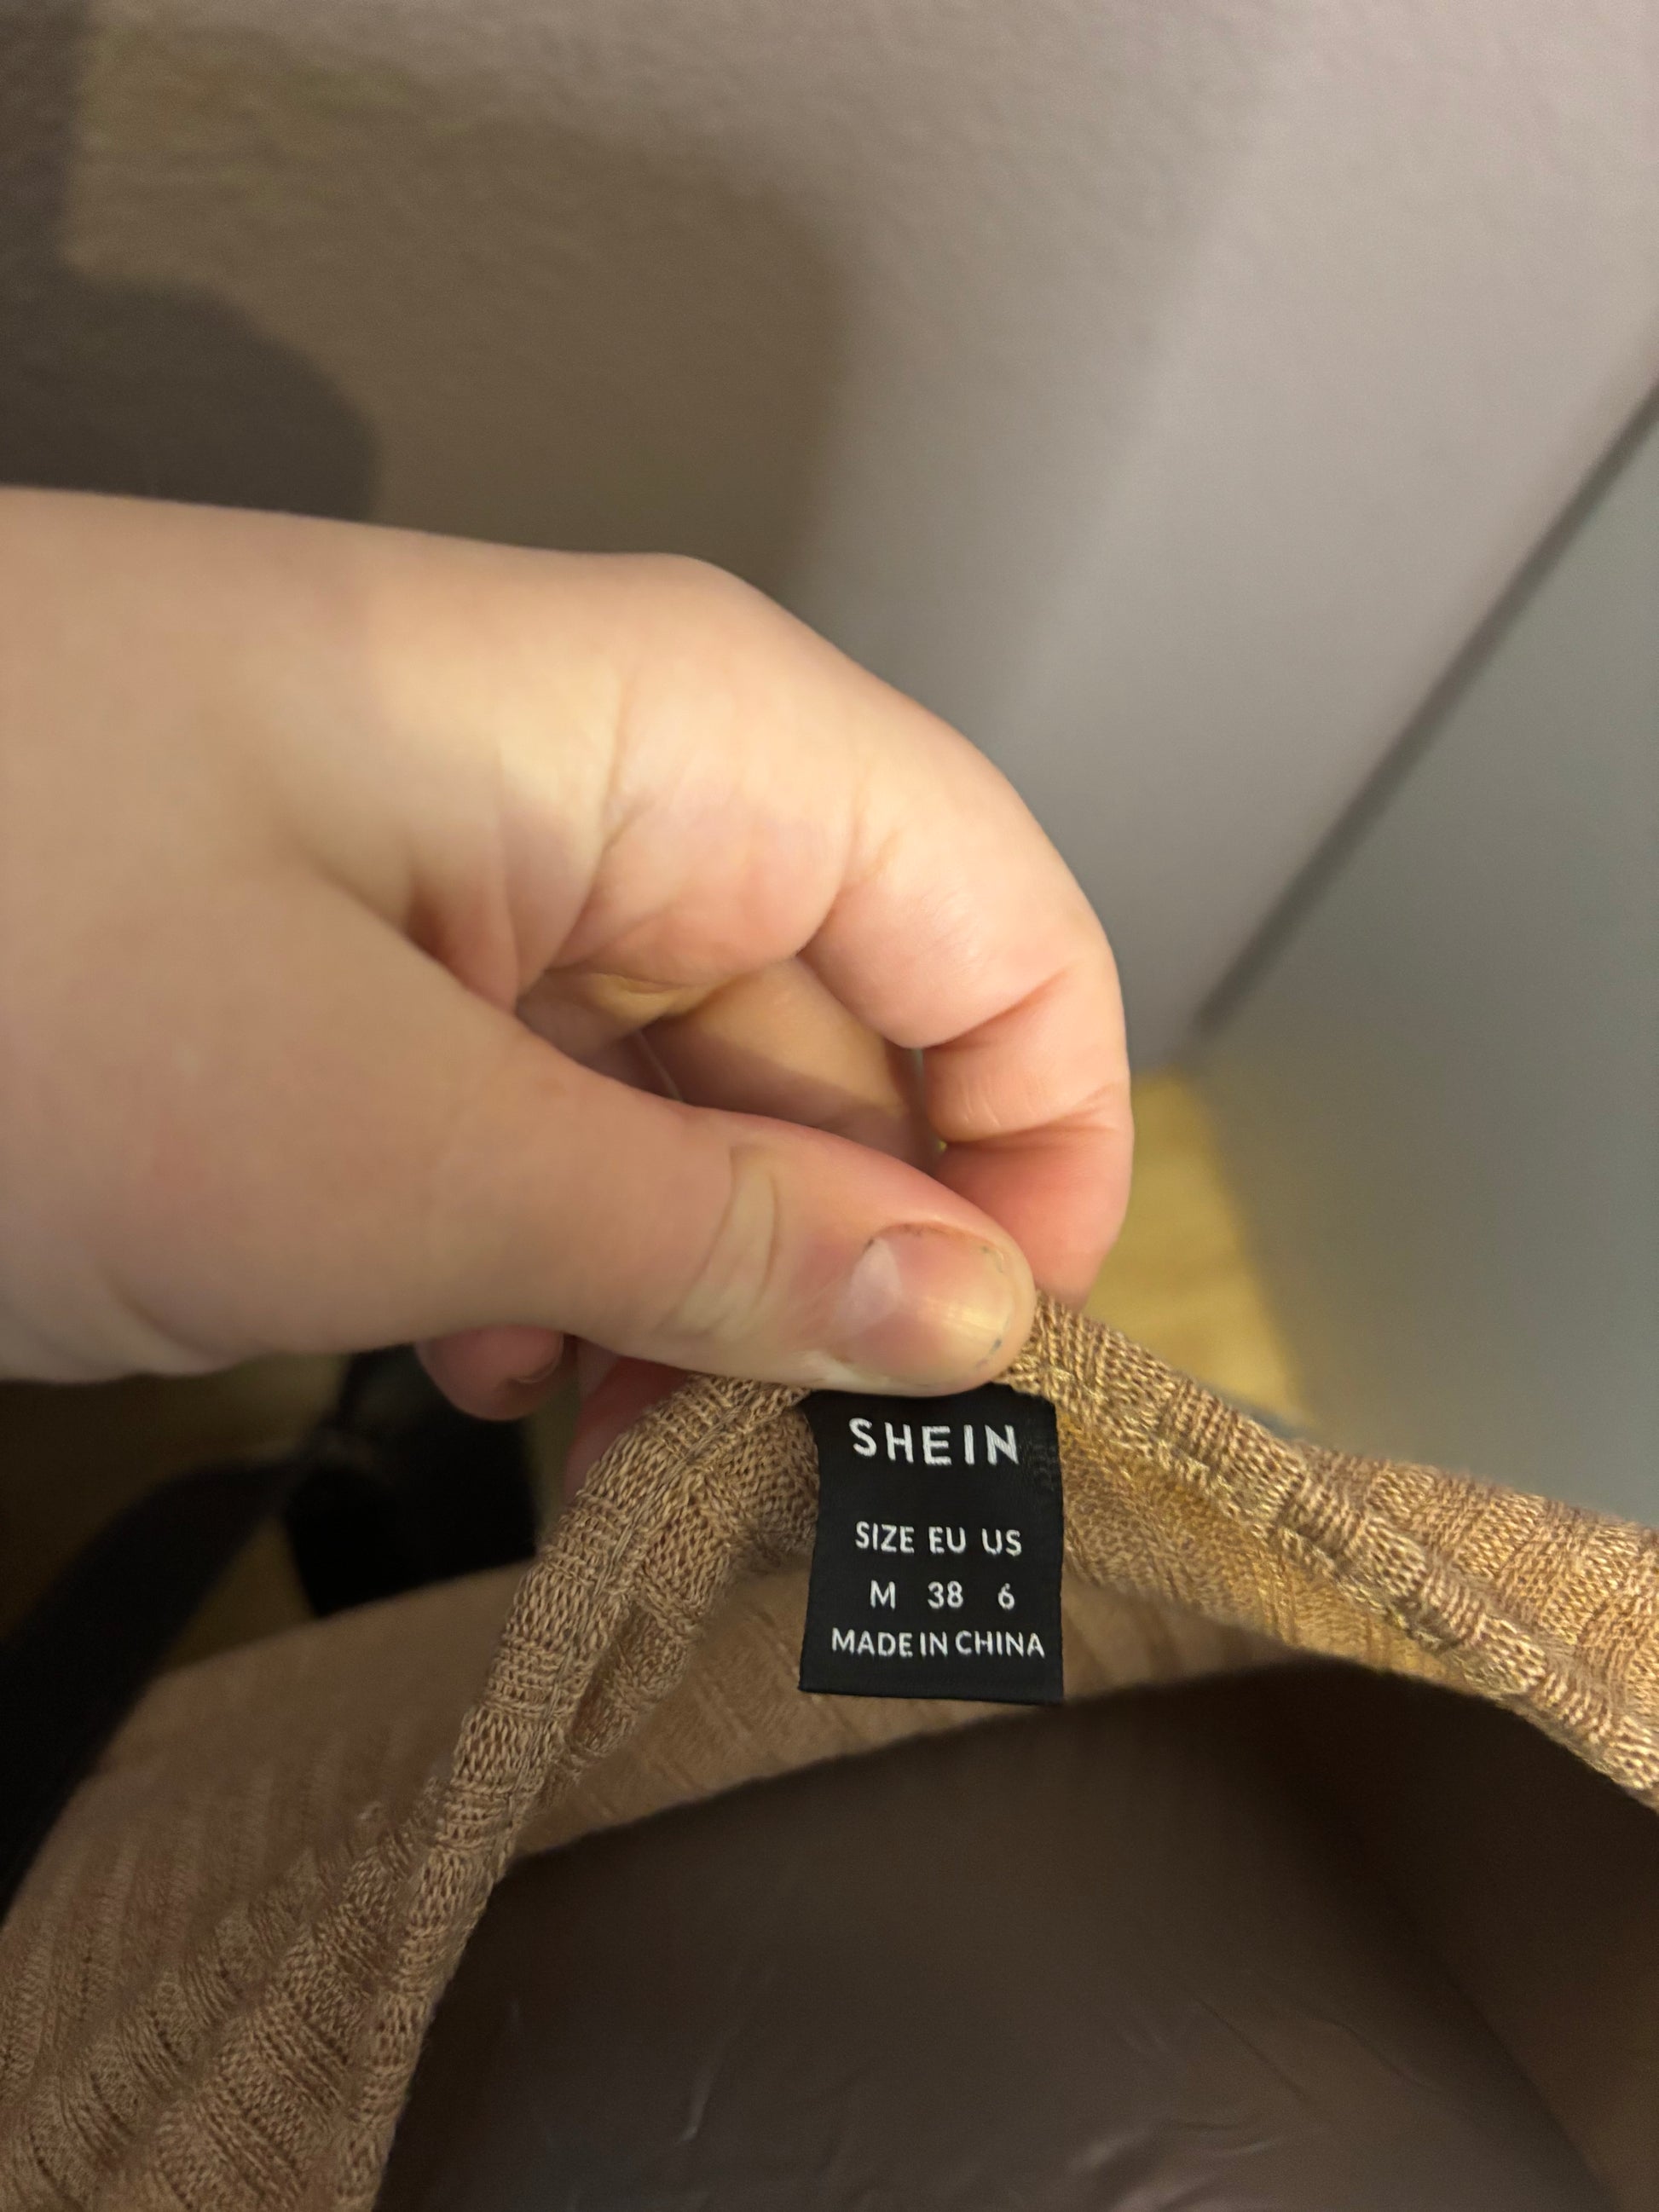 SHEIN
SIZE EU US
M 38 6
MADE IN CHINA